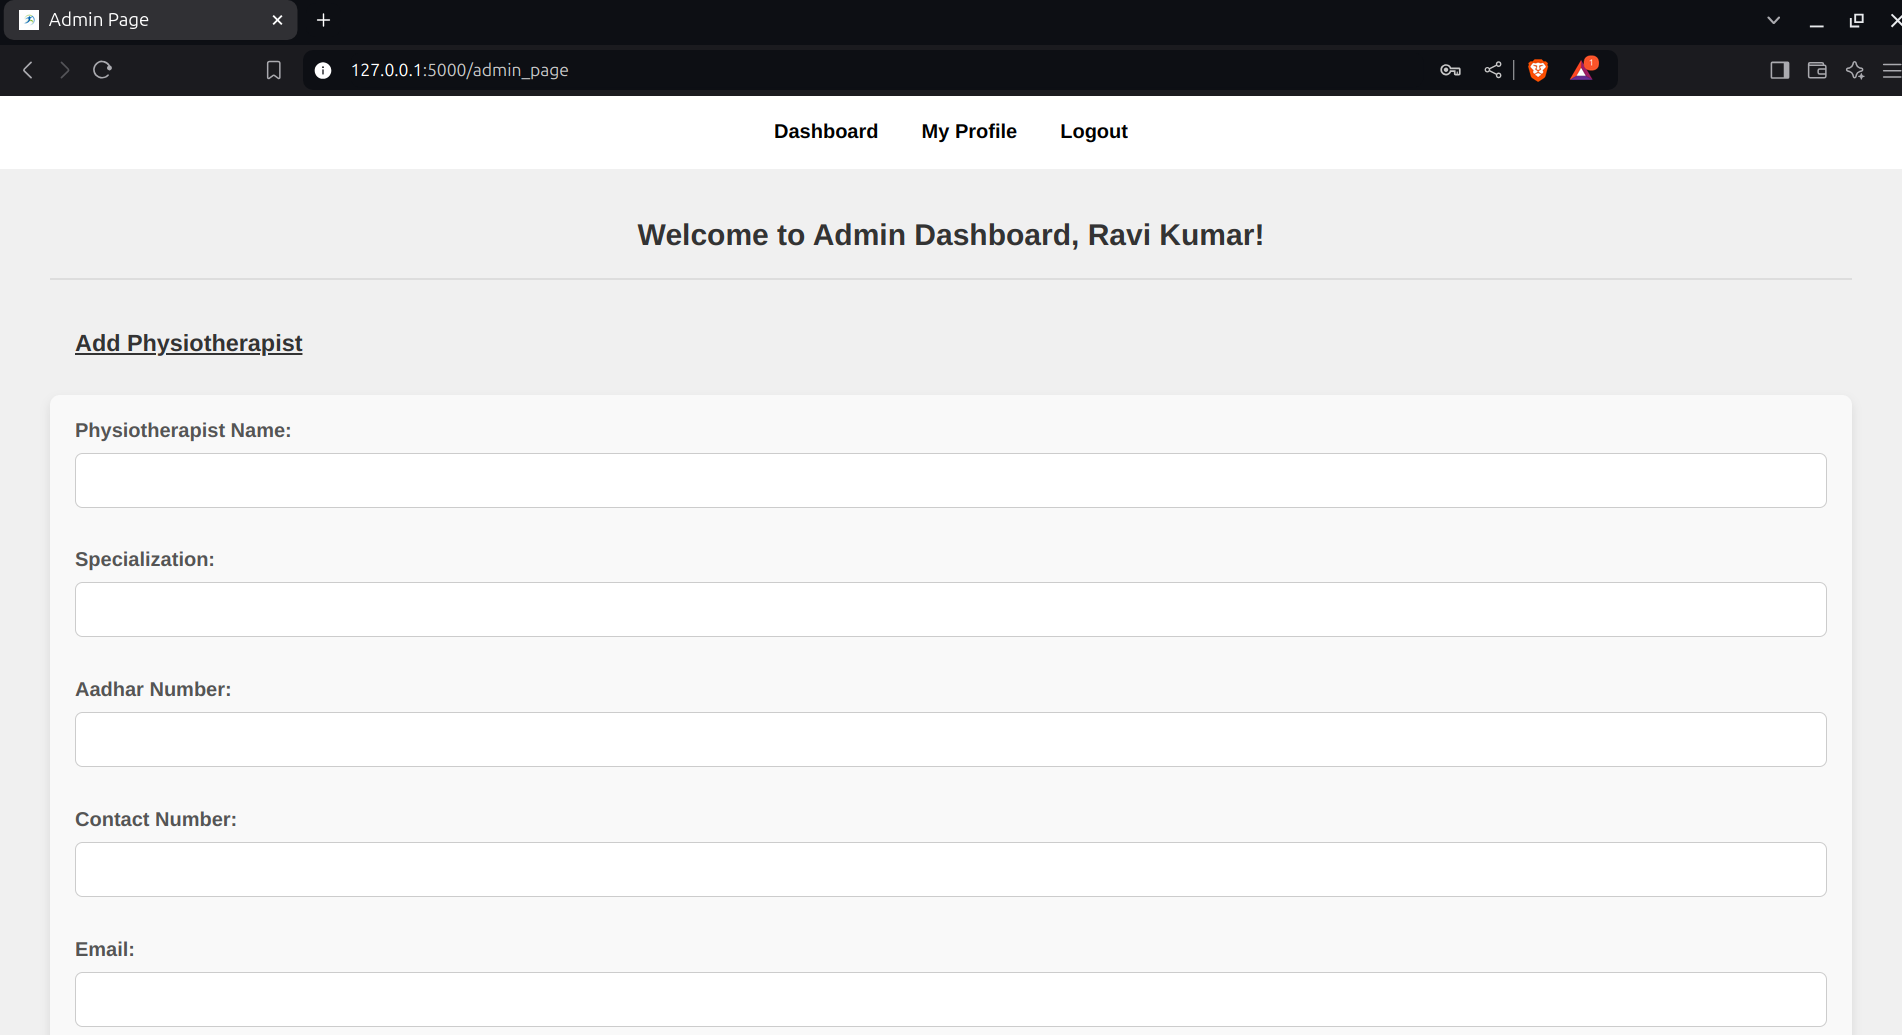 Admin Page
127.0.0.1:5000/admin_page
1
Dashboard My Profile Logout
Welcome to Admin Dashboard, Ravi Kumar!
Add Physiotherapist
Physiotherapist Name:
Specialization:
Aadhar Number:
Contact Number:
Email: